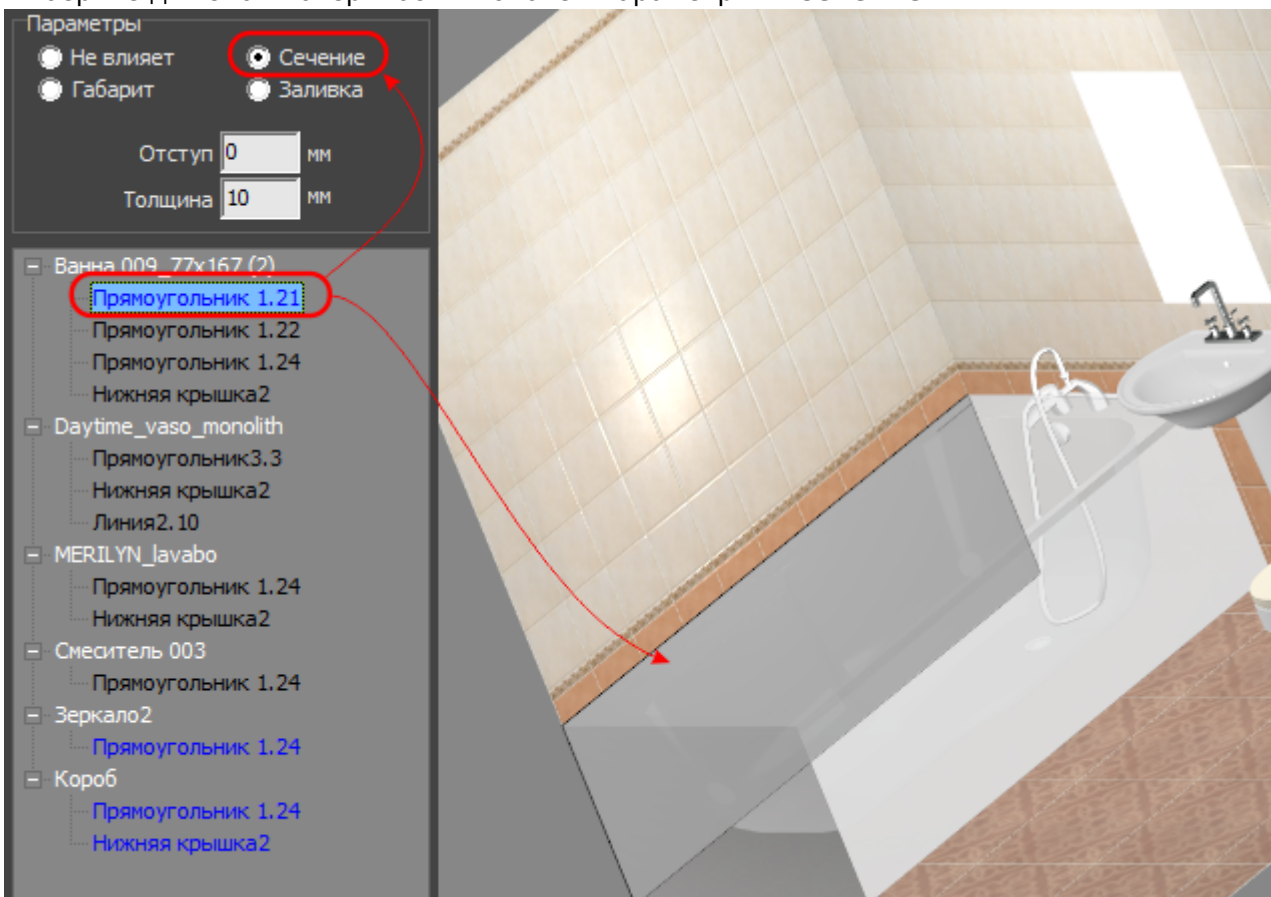 Параметры
Не влияет Сечение
Габарит Заливка
Отступ 0 мм
Толщина 10 мм
Ванна 009_77x167 (2)
Прямоугольник 1.21
Прямоугольник 1.22
Прямоугольник 1.24
Нижняя крышка2
Daytime_vaso_monolith
Прямоугольник3.3
Нижняя крышка2
Линия2.10
MERILYN_lavabo
Прямоугольник 1.24
Нижняя крышка2
Смеситель 003
Прямоугольник 1.24
Зеркало2
Прямоугольник 1.24
Короб
Прямоугольник 1.24
Нижняя крышка2